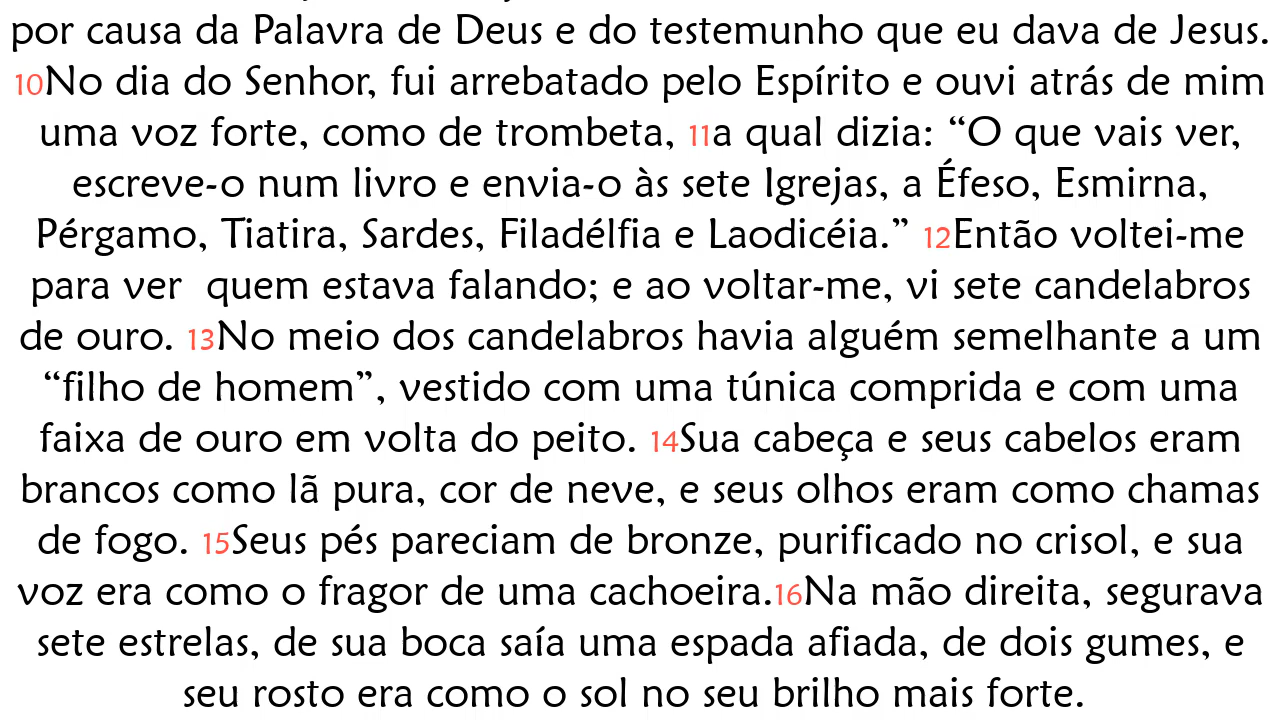 por causa da Palavra de Deus e do testemunho que eu dava de Jesus.
10No dia do Senhor, fui arrebatado pelo Espírito e ouvi atrás de mim
uma voz forte, como de trombeta, 11a qual dizia: “O que vais ver,
escreve-o num livro e envia-o às sete Igrejas, a Éfeso, Esmirna,
Pérgamo, Tiatira, Sardes, Filadélfia e Laodicéia.” 12Então voltei-me
para ver  quem estava falando; e ao voltar-me, vi sete candelabros
de ouro. 13No meio dos candelabros havia alguém semelhante a um
“filho de homem”, vestido com uma túnica comprida e com uma
faixa de ouro em volta do peito. 14Sua cabeça e seus cabelos eram
brancos como lã pura, cor de neve, e seus olhos eram como chamas
de fogo. 15Seus pés pareciam de bronze, purificado no crisol, e sua
voz era como o fragor de uma cachoeira.16Na mão direita, segurava
sete estrelas, de sua boca saía uma espada afiada, de dois gumes, e
seu rosto era como o sol no seu brilho mais forte.